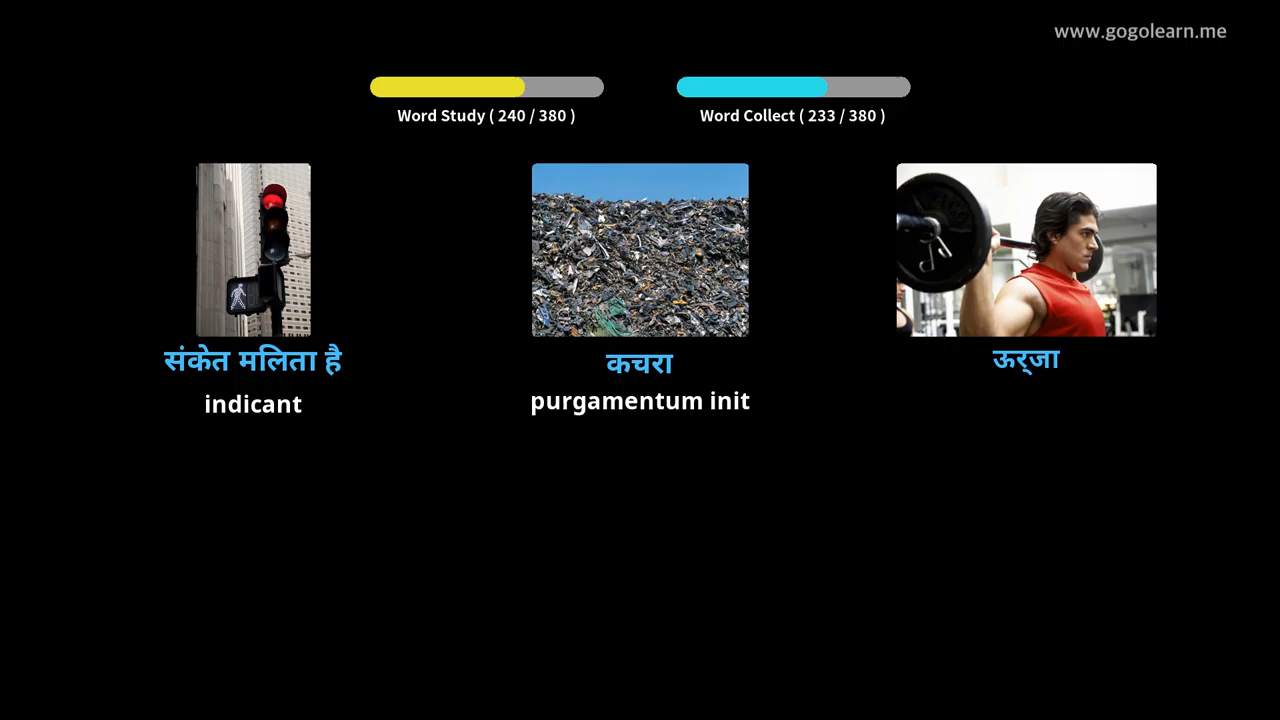 www.gogolearn.me
Word Study ( 240 / 380 )
Word Collect ( 233 / 380 )
संकेत मलिता है
indicant
कचरा
purgamentum init
ऊर्जा